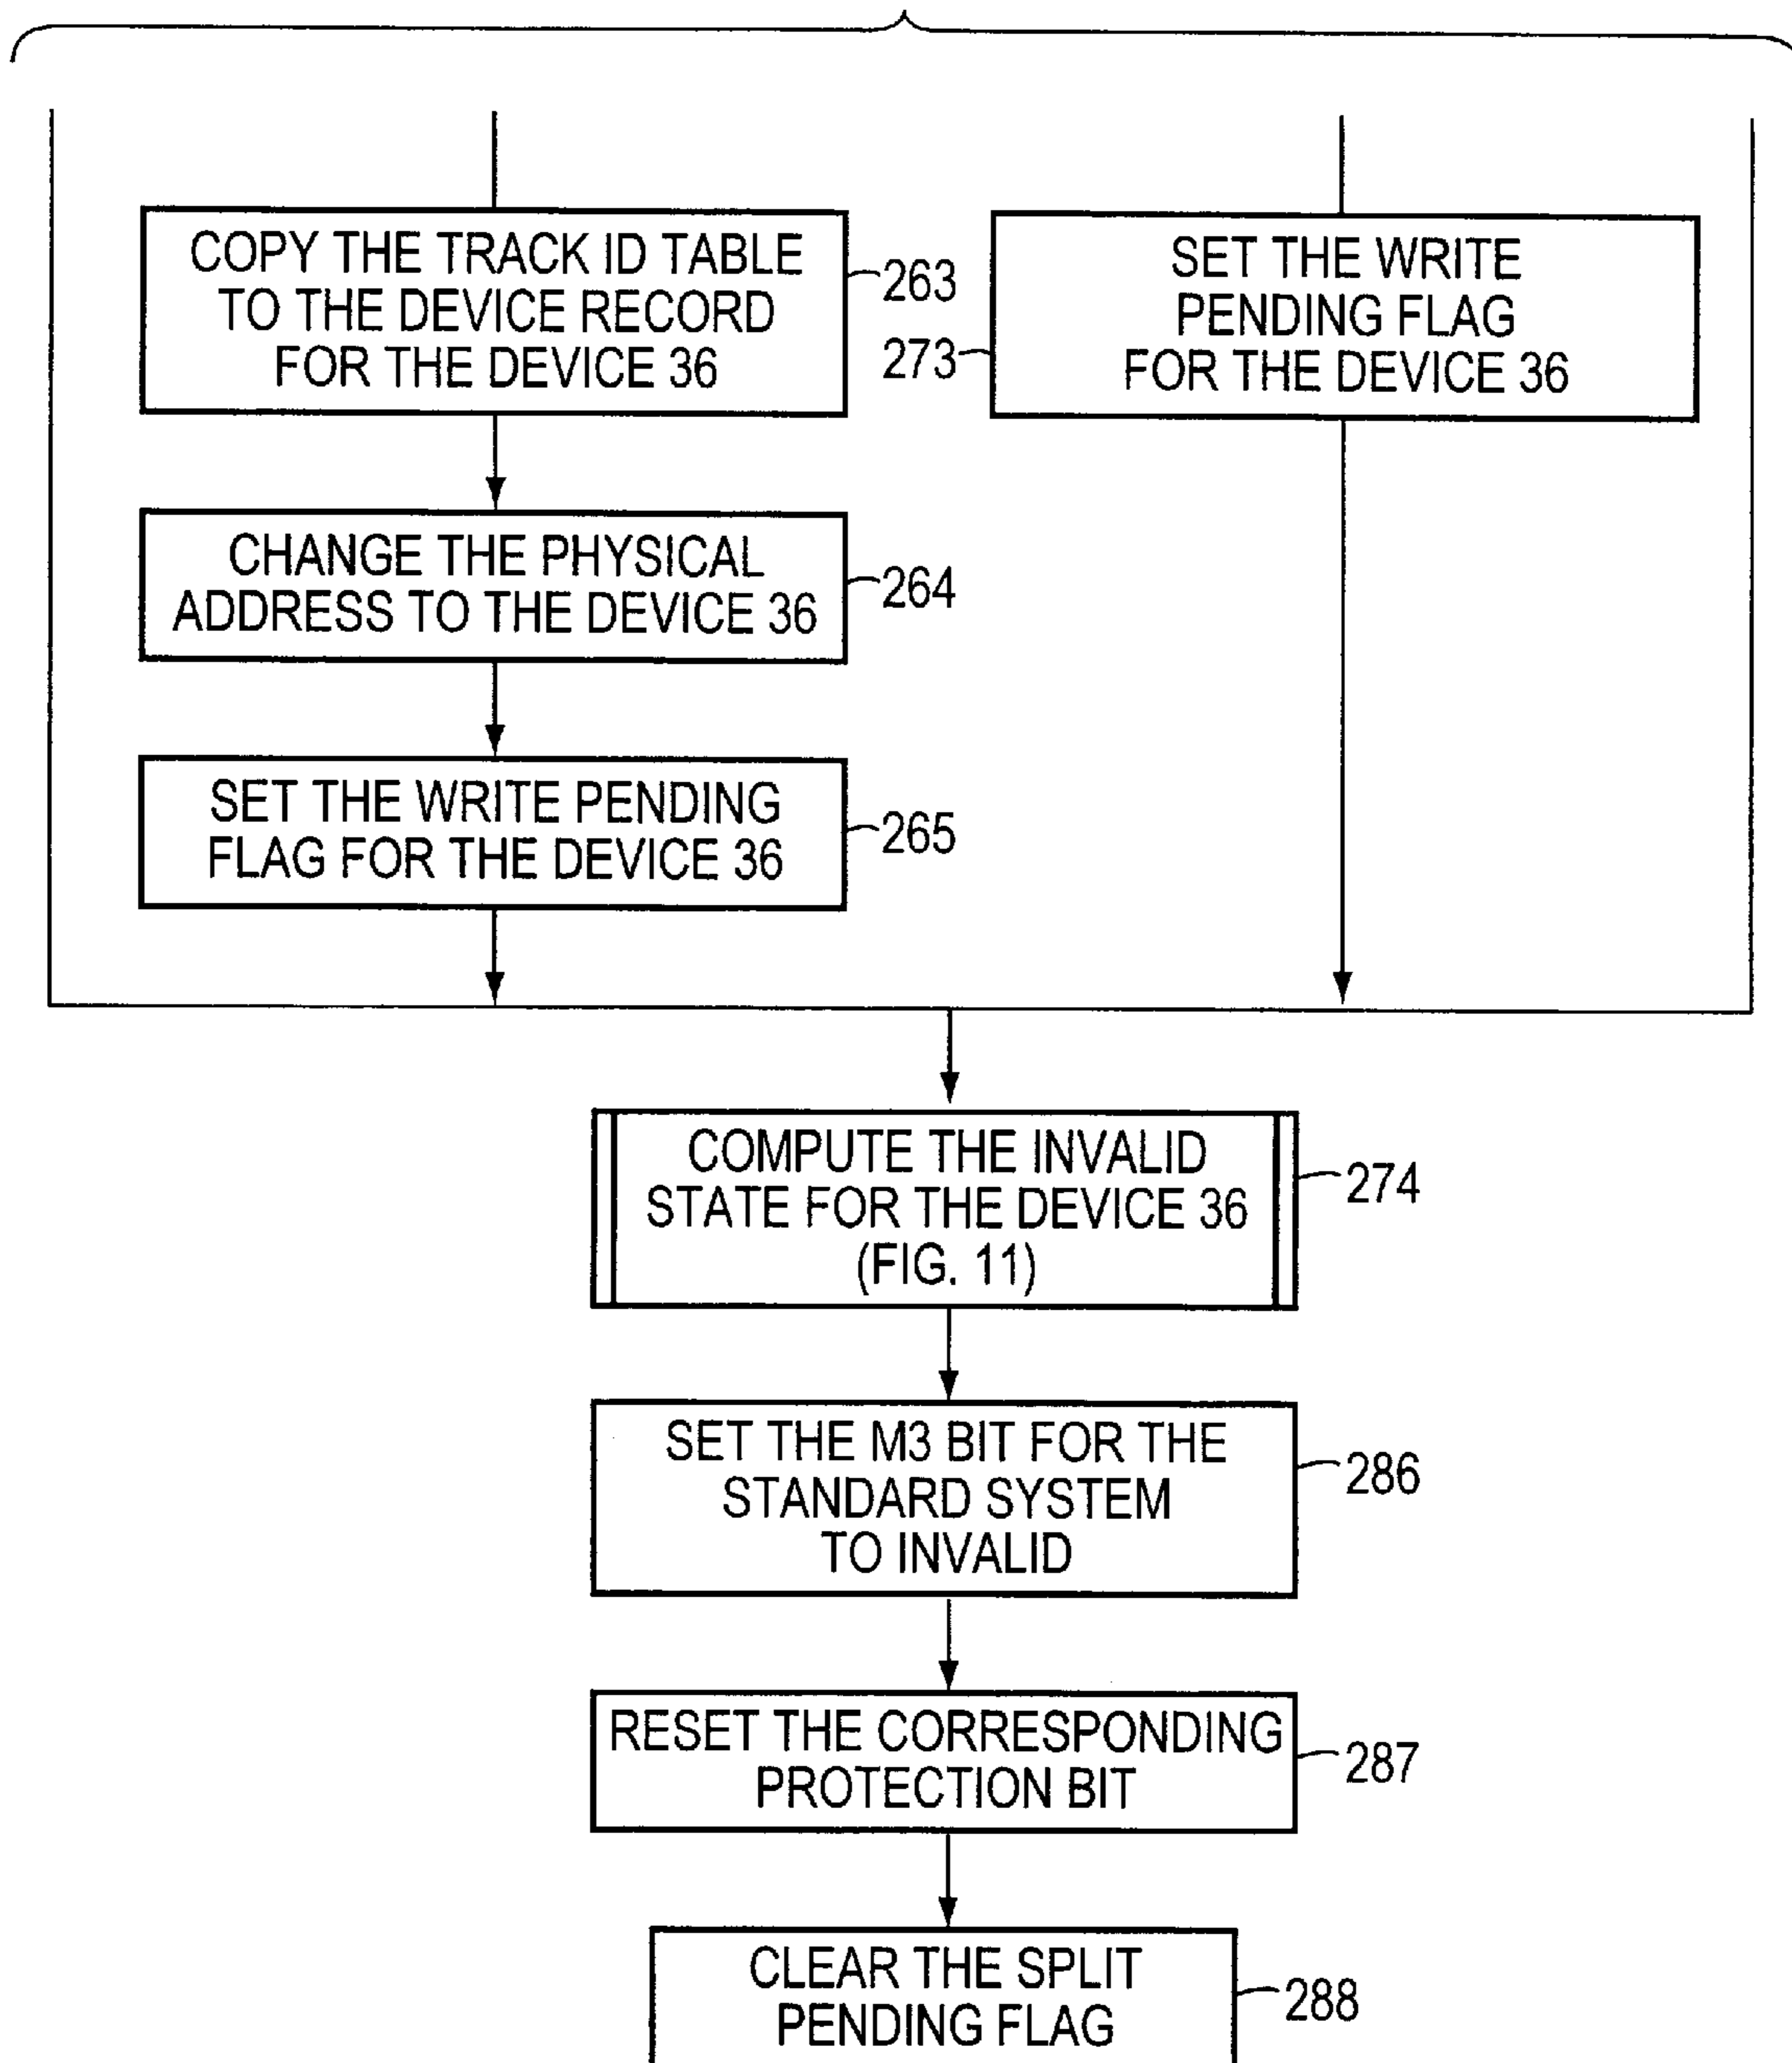 COPY THE TRACK ID TABLE
TO THE DEVICE RECORD
FOR THE DEVICE 36
263
SET THE WRITE
PENDING FLAG
FOR THE DEVICE 36
273
CHANGE THE PHYSICAL
ADDRESS TO THE DEVICE 36
264
SET THE WRITE PENDING
FLAG FOR THE DEVICE 36
265
COMPUTE THE INVALID
STATE FOR THE DEVICE 36
(FIG. 11)
274
SET THE M3 BIT FOR THE
STANDARD SYSTEM
TO INVALID
286
RESET THE CORRESPONDING
PROTECTION BIT
287
CLEAR THE SPLIT
PENDING FLAG
288